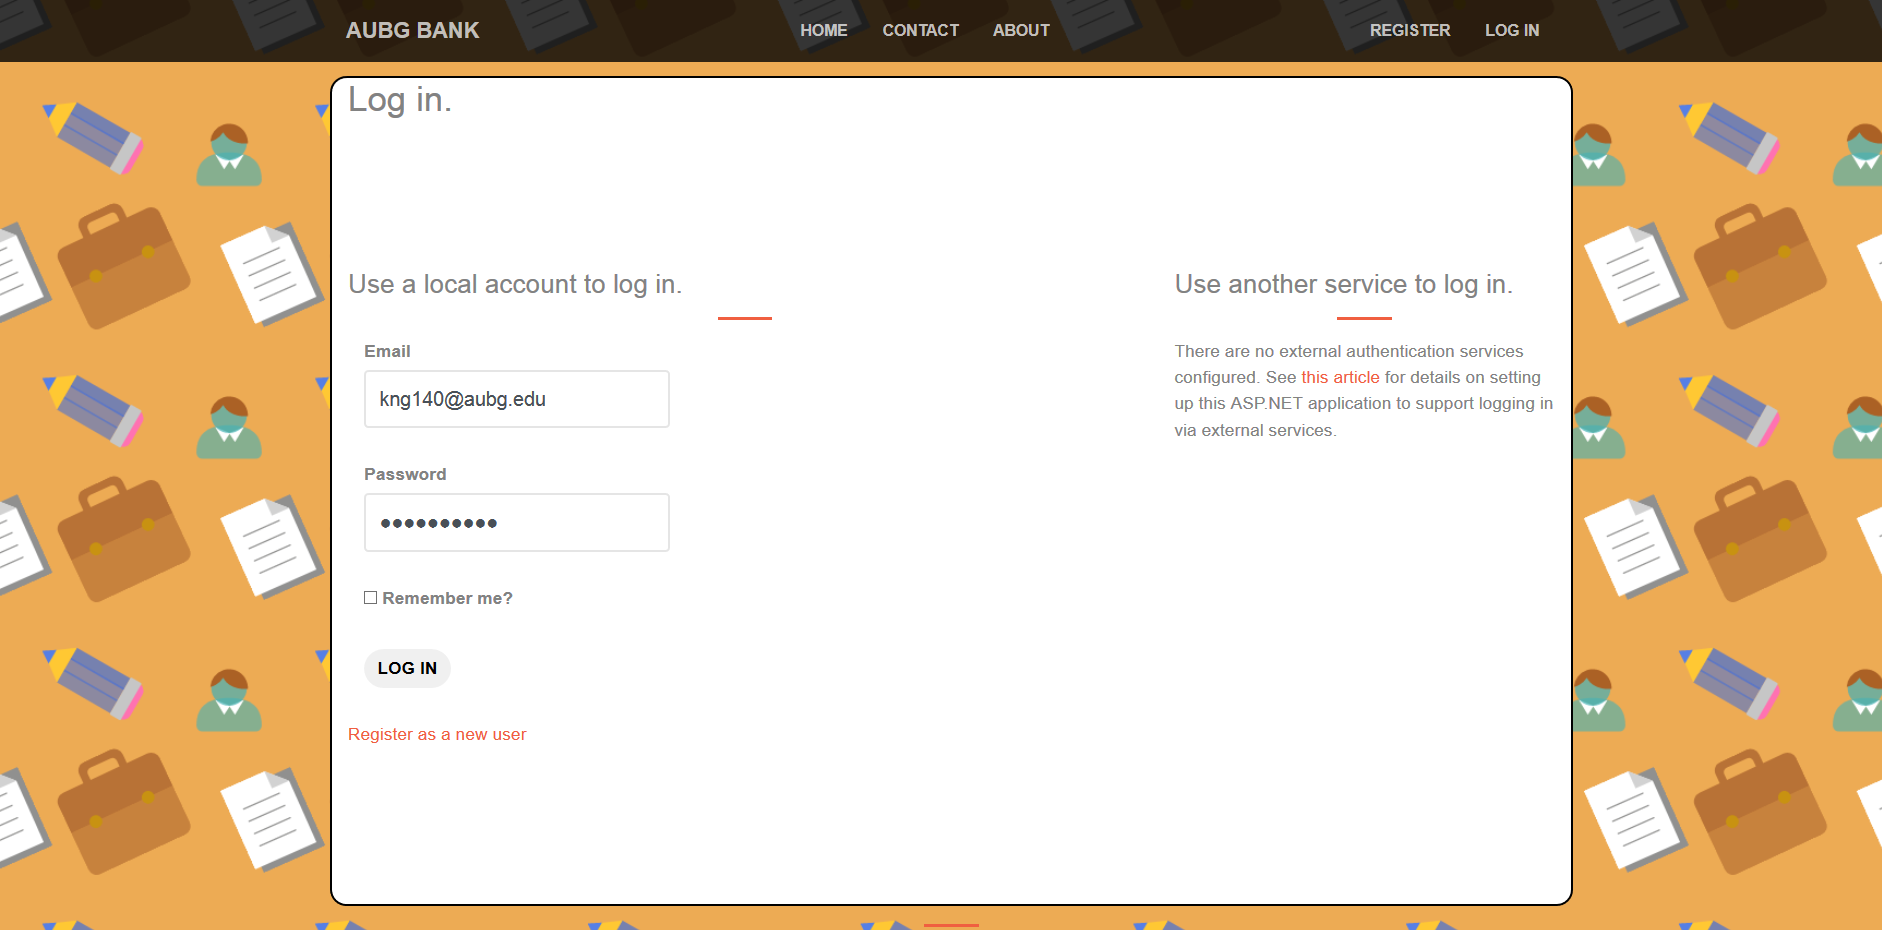 AUBG BANK
HOME CONTACT ABOUT
REGISTER LOG IN
Log in.
Use a local account to log in.
Email
kng140@aubg.edu
Password
●●●●●●●●●●
Remember me?
LOG IN
Register as a new user
Use another service to log in.
There are no external authentication services
configured. See this article for details on setting
up this ASP.NET application to support logging in
via external services.